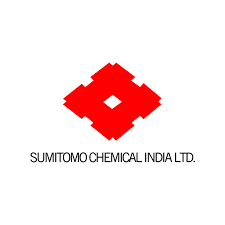 SUMITOMO CHEMICAL INDIA LTD.